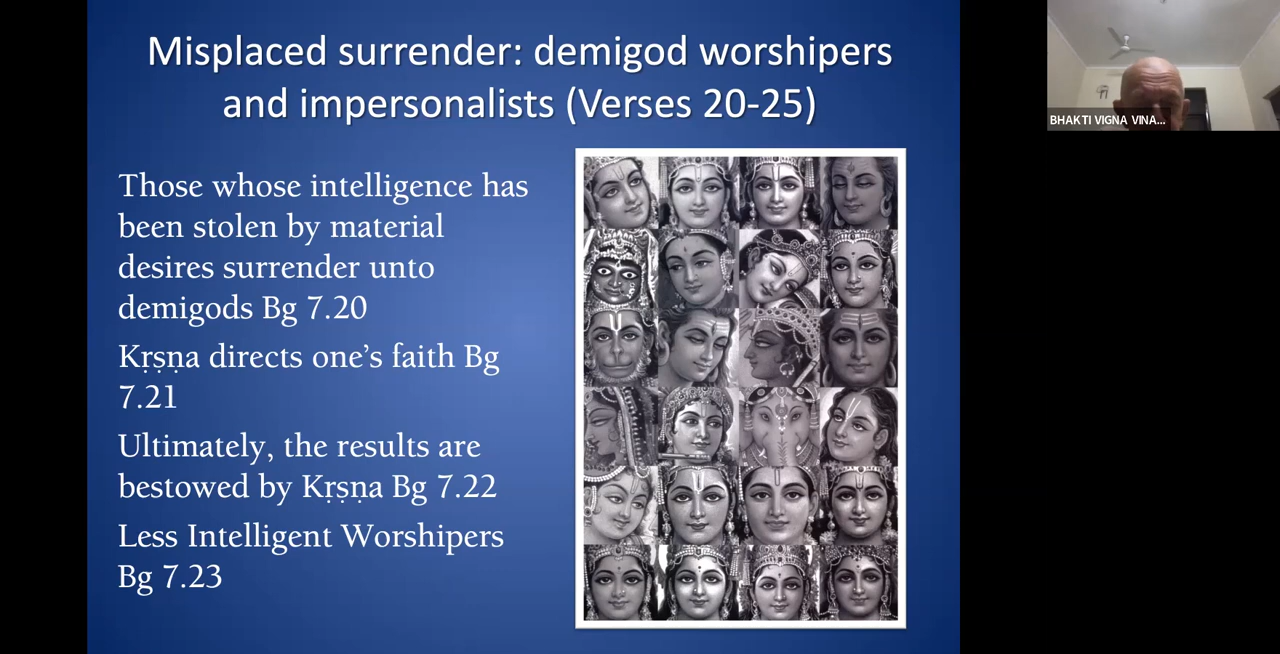 Misplaced surrender: demigod worshipers
and impersonalists (Verses 20-25)
Those whose intelligence has
been stolen by material
desires surrender unto
demigods Bg 7.20
Kṛṣṇa directs one’s faith Bg
7.21
Ultimately, the results are
bestowed by Kṛṣṇa Bg 7.22
Less Intelligent Worshipers
Bg 7.23
BHAKTI VIGNA VINA...